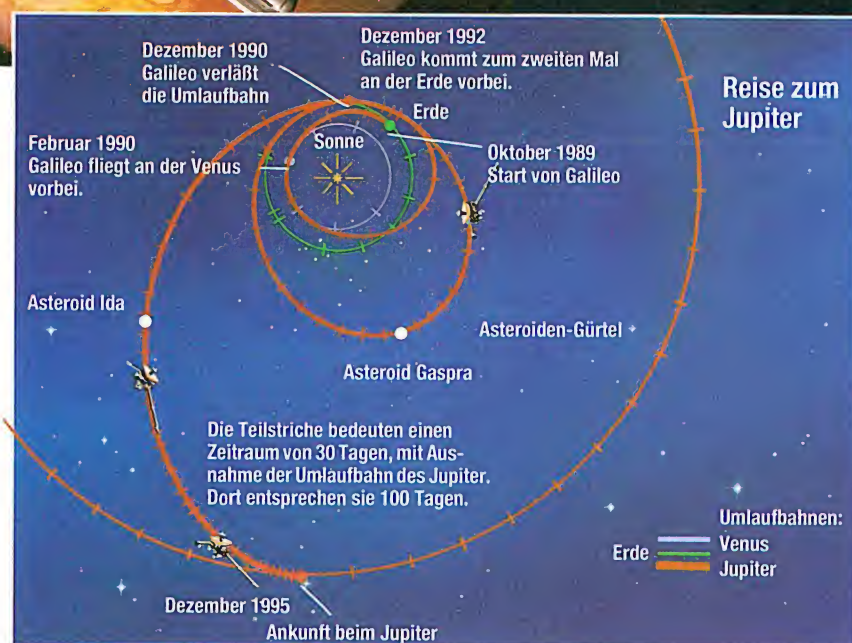 Dezember 1990
Galileo verläßt
die Umlaufbahn
Dezember 1992
Galileo kommt zum zweiten Mal
an der Erde vorbei.
Reise zum
Jupiter
Erde
Februar 1990
Galileo fliegt an der Venus
vorbei.
Sonne
Oktober 1989
Start von Galileo
Asteroid Ida
Asteroiden-Gürtel
Asteroid Gaspra
Die Teilstriche bedeuten einen
Zeitraum von 30 Tagen, mit Aus-
nahme der Umlaufbahn des Jupiter.
Dort entsprechen sie 100 Tagen.
Umlaufbahnen:
Venus
Erde
Jupiter
Dezember 1995
Ankunft beim Jupiter